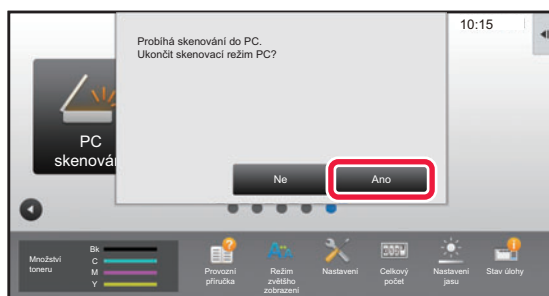 10:15
Probíhá skenování do PC.
Ukončit skenovací režim PC?
PC
skenová
Ne
Ano
Množství
toneru
Bk
C
M
Y
Provozní
příručka
Režim
zvětšho
zobrazení
Nastavení
Celkový
počet
Nastavení
jasu
Stav úlohy